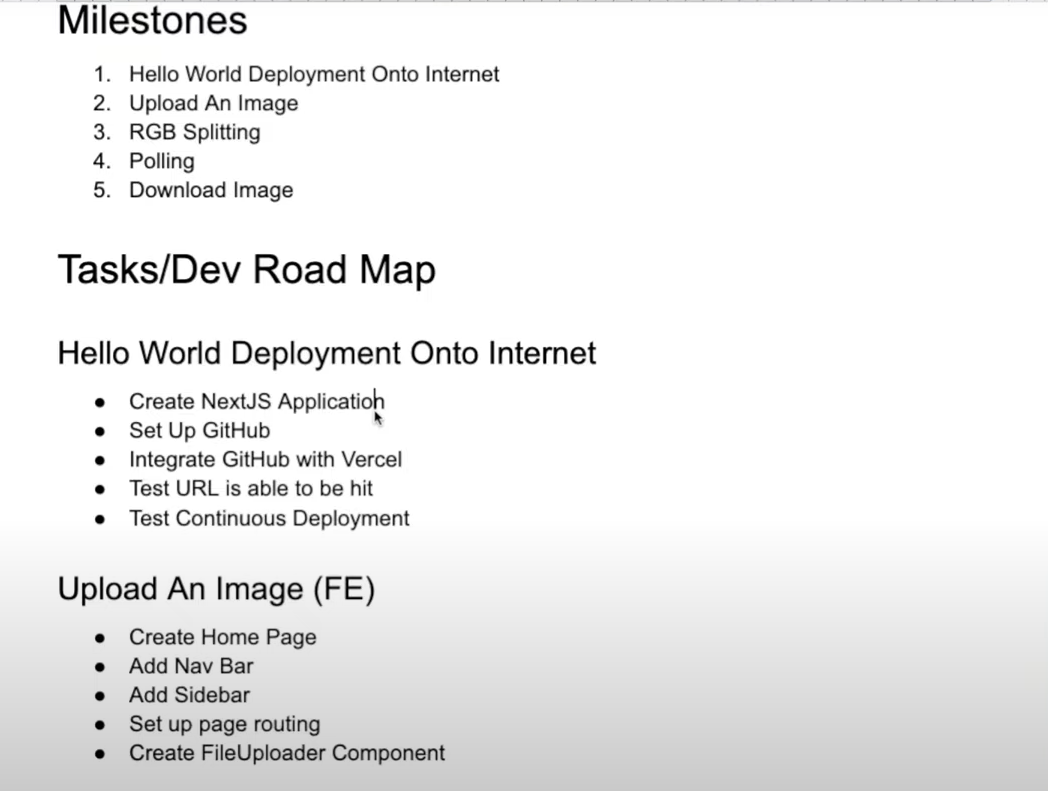 Milestones
1. Hello World Deployment Onto Internet
2. Upload An Image
3. RGB Splitting
4. Polling
5. Download Image
Tasks/Dev Road Map
Hello World Deployment Onto Internet
● Create NextJS Application
● Set Up GitHub
● Integrate GitHub with Vercel
● Test URL is able to be hit
● Test Continuous Deployment
Upload An Image (FE)
● Create Home Page
● Add Nav Bar
● Add Sidebar
● Set up page routing
● Create FileUploader Component